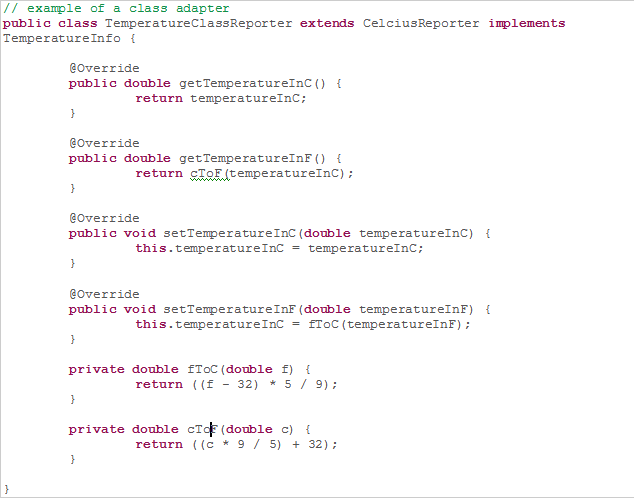 // example of a class adapter
public class TemperatureClassReporter extends CelciusReporter implements
TemperatureInfo {
@Override
public double getTemperatureInC() {
return temperatureInC;
}
@Override
public double getTemperatureInF() {
return cToF(temperatureInC);
}
@Override
public void setTemperatureInC(double temperatureInC) {
this.temperatureInC = temperatureInC;
}
@Override
public void setTemperatureInF(double temperatureInF) {
this.temperatureInC = fToC(temperatureInF);
}
private double fToC(double f) {
return ((f - 32) * 5 / 9);
}
private double cToF(double c) {
return ((c * 9 / 5) + 32);
}
}